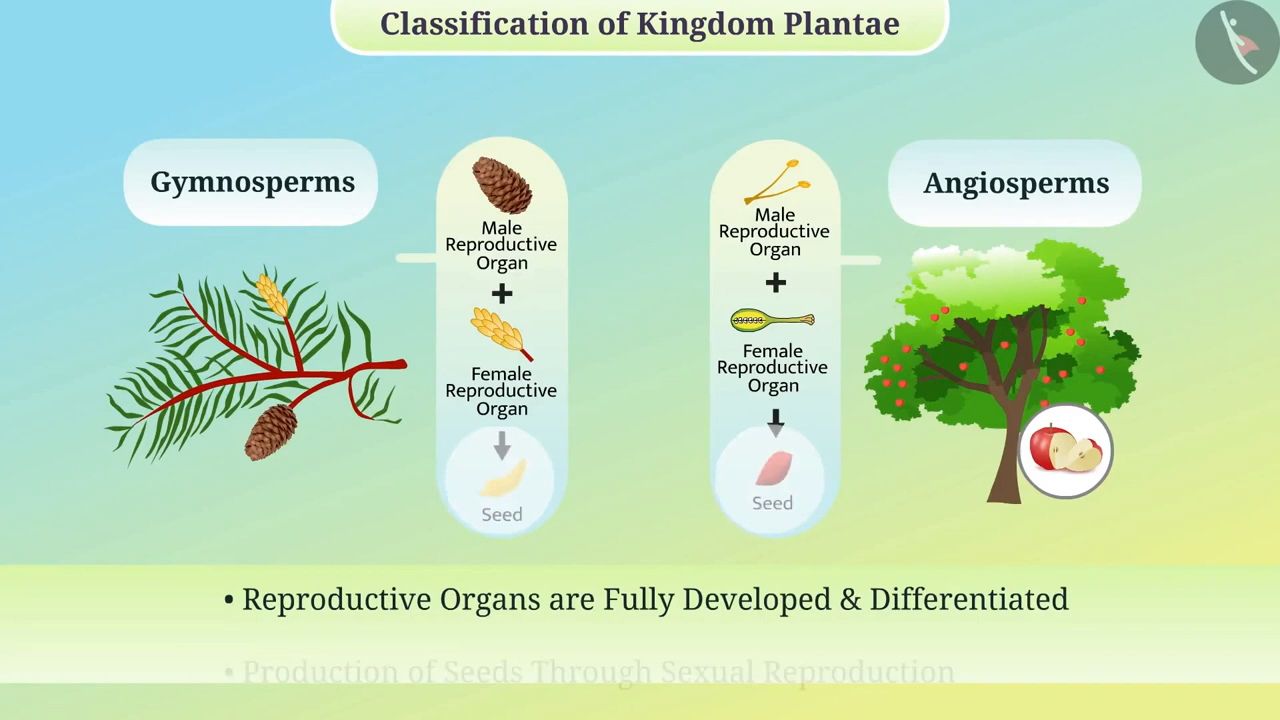 Classification of Kingdom Plantae
Gymnosperms
Male
Reproductive
Organ
+
Female
Reproductive
Organ
Seed
Male
Reproductive
Organ
+
Female
Reproductive
Organ
Seed
Angiosperms
• Reproductive Organs are Fully Developed & Differentiated
• Production of Seeds Through Sexual Reproduction